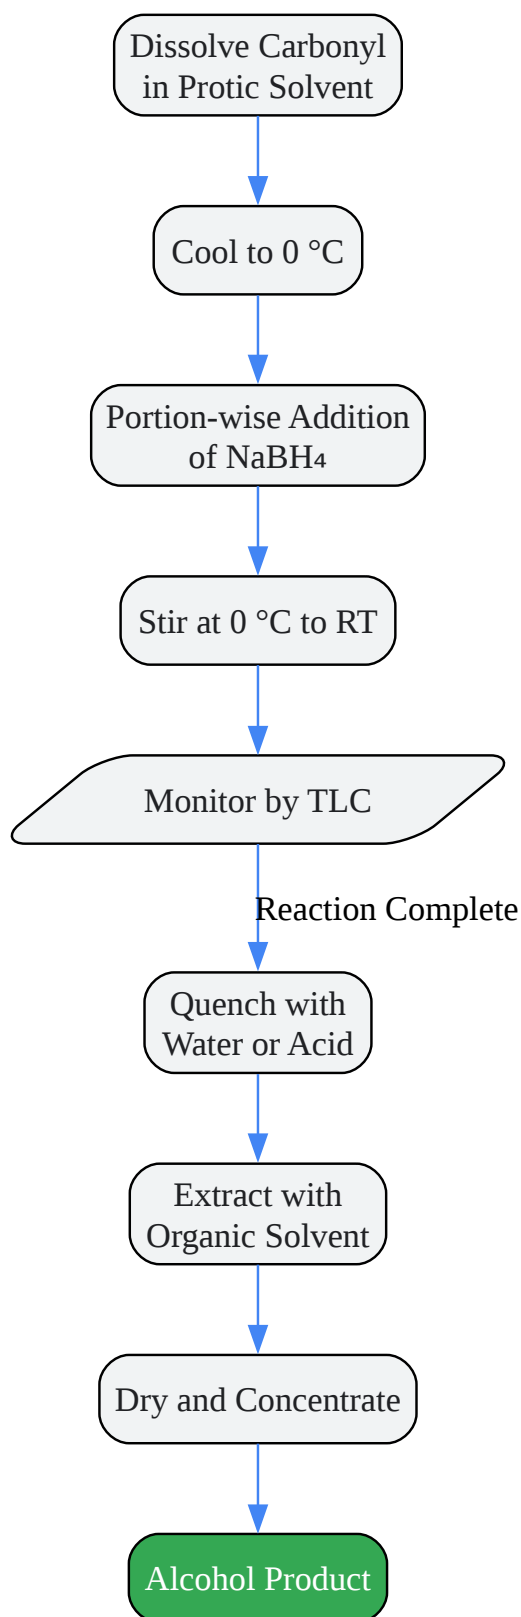 Dissolve Carbonyl
in Protic Solvent
Cool to 0 °C
Portion-wise Addition
of NaBH₄
Stir at 0 °C to RT
Monitor by TLC
Reaction Complete
Quench with
Water or Acid
Extract with
Organic Solvent
Dry and Concentrate
Alcohol Product